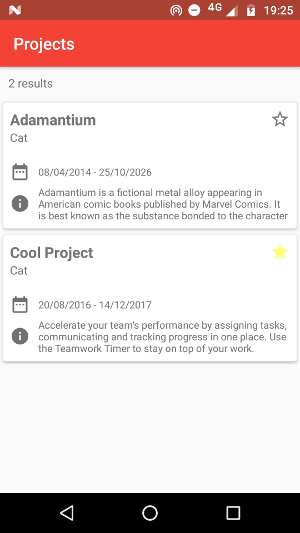 4G 19:25
Projects
2 results
Adamantium
Cat
08/04/2014 - 25/10/2026
Adamantium is a fictional metal alloy appearing in
American comic books published by Marvel Comics. It
is best known as the substance bonded to the character
Cool Project
Cat
20/08/2016 - 14/12/2017
Accelerate your team's performance by assigning tasks,
communicating and tracking progress in one place. Use
the Teamwork Timer to stay on top of your work.